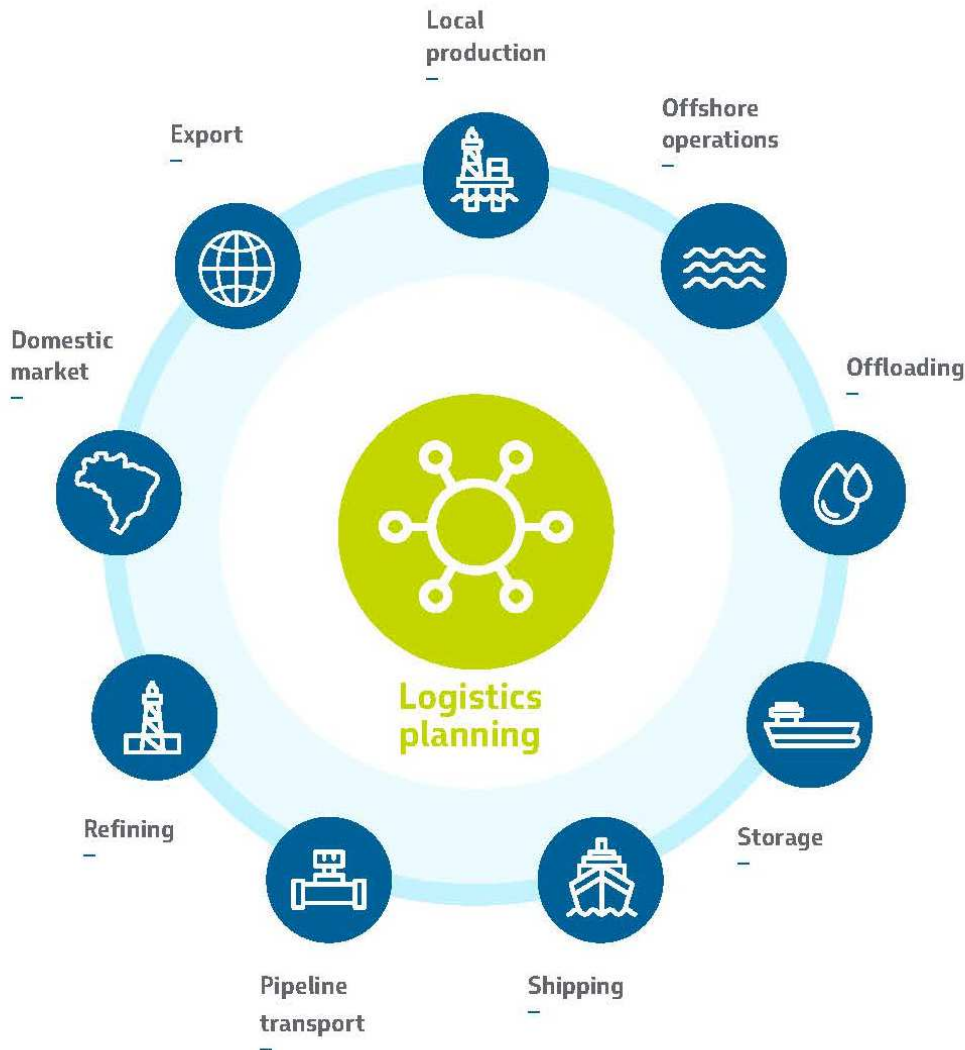 Local
production
Offshore
operations
Export
Domestic
market
Offloading
Logistics
planning
Refining
Storage
Pipeline
transport
Shipping